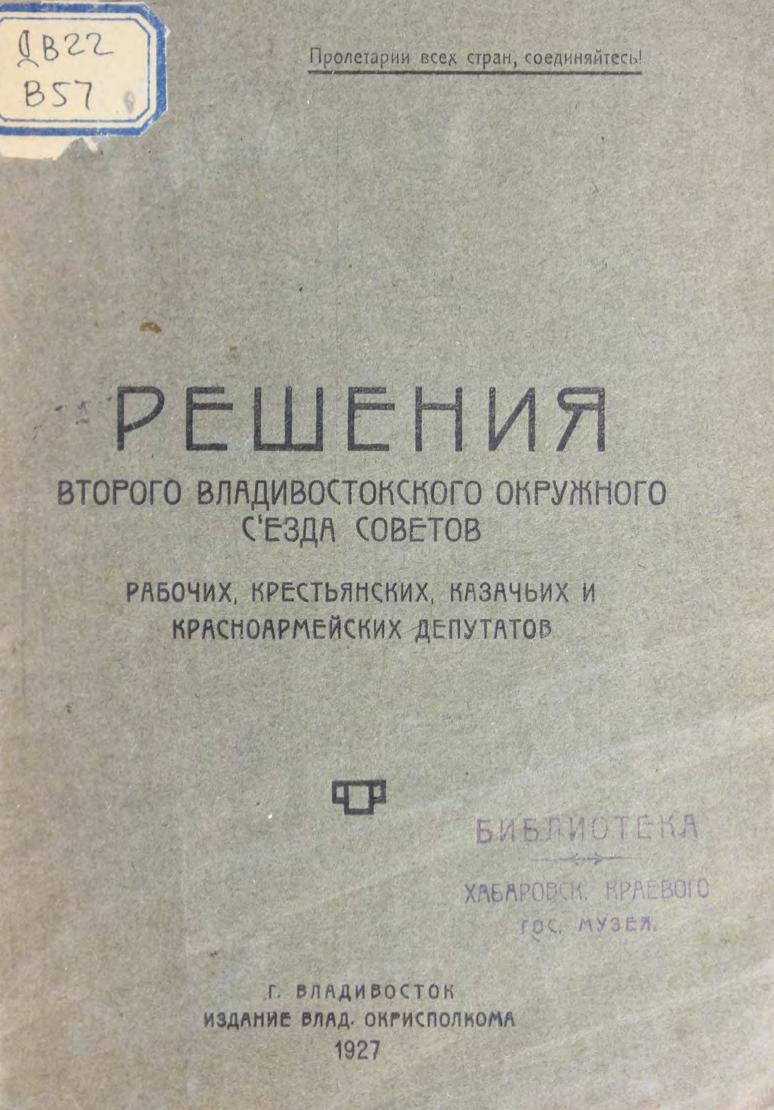 ДВ22
В57
Пролетарии всех стран, соединяйтесь!
РЕШЕНИЯ
ВТОРОГО ВЛАДИВОСТОКСКОГО ОКРУЖНОГО
С'ЕЗДА СОВЕТОВ
РАБОЧИХ, КРЕСТЬЯНСКИХ, КАЗАЧЬИХ И
КРАСНОАРМЕЙСКИХ ДЕПУТАТОВ
БИБЛИОТЕКА
ХАБАРОВСК. КРАЕВОГО
ГОС. МУЗЕЯ.
Г. ВЛАДИВОСТОК
ИЗДАНИЕ ВЛАД. ОКРИСПОЛКОМА
1927